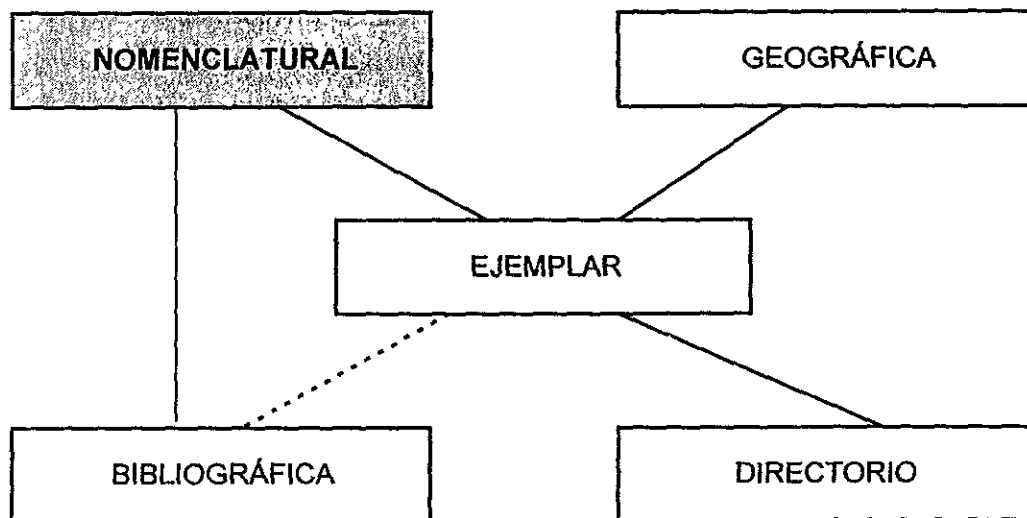 NOMENCLATURAL
GEOGRÁFICA
EJEMPLAR
BIBLIOGRÁFICA
DIRECTORIO